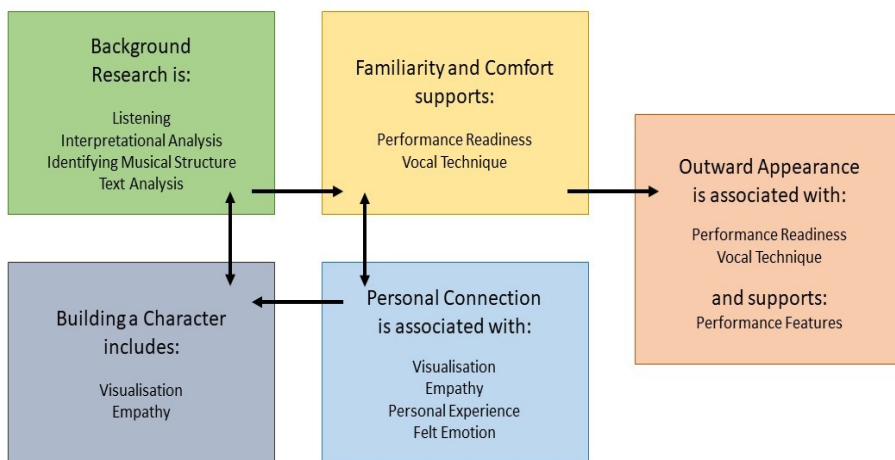 Background
Research is:
Listening
Interpretational Analysis
Identifying Musical Structure
Text Analysis
Familiarity and Comfort
supports:
Performance Readiness
Vocal Technique
Outward Appearance
is associated with:
Performance Readiness
Vocal Technique
and supports:
Performance Features
Building a Character
includes:
Visualisation
Empathy
Personal Connection
is associated with:
Visualisation
Empathy
Personal Experience
Felt Emotion